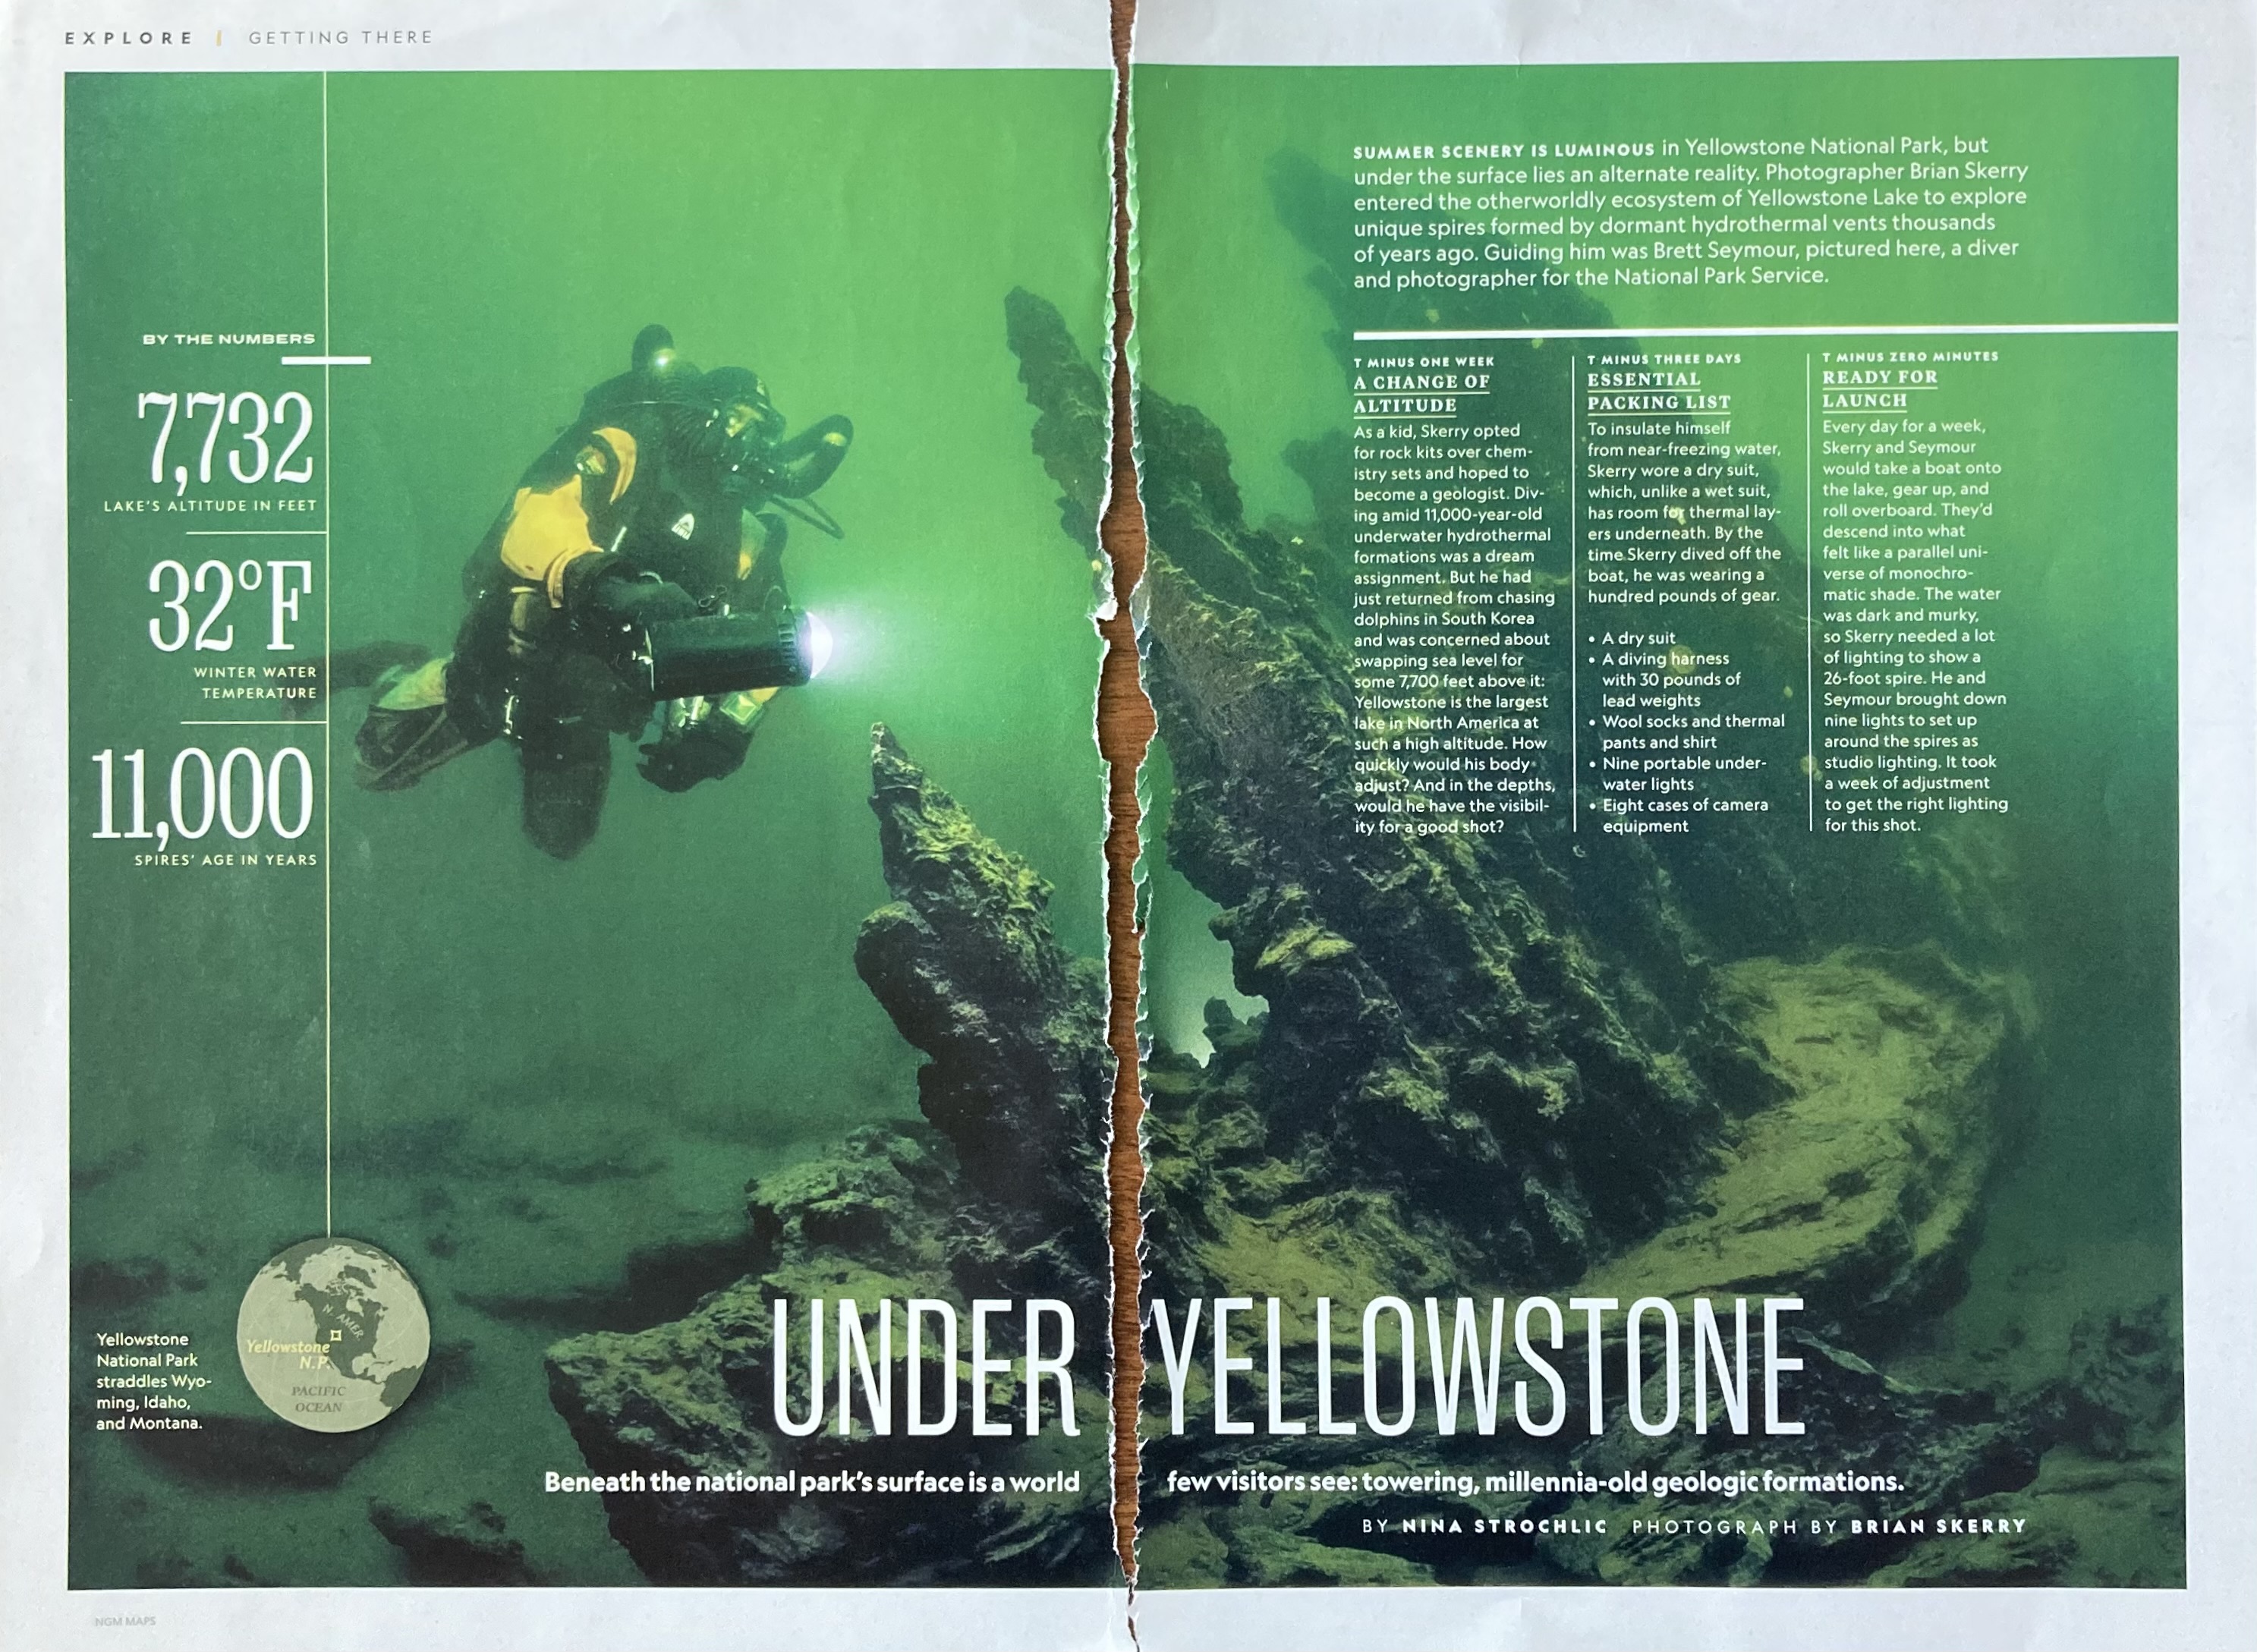 EXPLORE | GETTING THERE
BY THE NUMBERS
7,732
LAKE'S ALTITUDE IN FEET
32°F
WINTER WATER
TEMPERATURE
11,000
SPIRES' AGE IN YEARS
Yellowstone
National Park
straddles Wyo-
ming, Idaho,
and Montana.
N. AMER.
Yellowstone
N.P.
PACIFIC
OCEAN
SUMMER SCENERY IS LUMINOUS in Yellowstone National Park, but
under the surface lies an alternate reality. Photographer Brian Skerry
entered the otherworldly ecosystem of Yellowstone Lake to explore
unique spires formed by dormant hydrothermal vents thousands
of years ago. Guiding him was Brett Seymour, pictured here, a diver
and photographer for the National Park Service.
T MINUS ONE WEEK
A CHANGE OF
ALTITUDE
As a kid, Skerry opted
for rock kits over chem-
istry sets and hoped to
become a geologist. Div-
ing amid 11,000-year-old
underwater hydrothermal
formations was a dream
assignment. But he had
just returned from chasing
dolphins in South Korea
and was concerned about
swapping sea level for
some 7,700 feet above it:
Yellowstone is the largest
lake in North America at
such a high altitude. How
quickly would his body
adjust? And in the depths,
would he have the visibil-
ity for a good shot?
T MINUS THREE DAYS
ESSENTIAL
PACKING LIST
To insulate himself
from near-freezing water,
Skerry wore a dry suit,
which, unlike a wet suit,
has room for thermal lay-
ers underneath. By the
time Skerry dived off the
boat, he was wearing a
hundred pounds of gear.
• A dry suit
• A diving harness
with 30 pounds of
lead weights
• Wool socks and thermal
pants and shirt
• Nine portable under-
water lights
• Eight cases of camera
equipment
T MINUS ZERO MINUTES
READY FOR
LAUNCH
Every day for a week,
Skerry and Seymour
would take a boat onto
the lake, gear up, and
roll overboard. They'd
descend into what
felt like a parallel uni-
verse of monochro-
matic shade. The water
was dark and murky,
so Skerry needed a lot
of lighting to show a
26-foot spire. He and
Seymour brought down
nine lights to set up
around the spires as
studio lighting. It took
a week of adjustment
to get the right lighting
for this shot.
UNDER YELLOWSTONE
Beneath the national park's surface is a world few visitors see: towering, millennia-old geologic formations.
BY NINA STROCHLIC PHOTOGRAPH BY BRIAN SKERRY
NGM MAPS